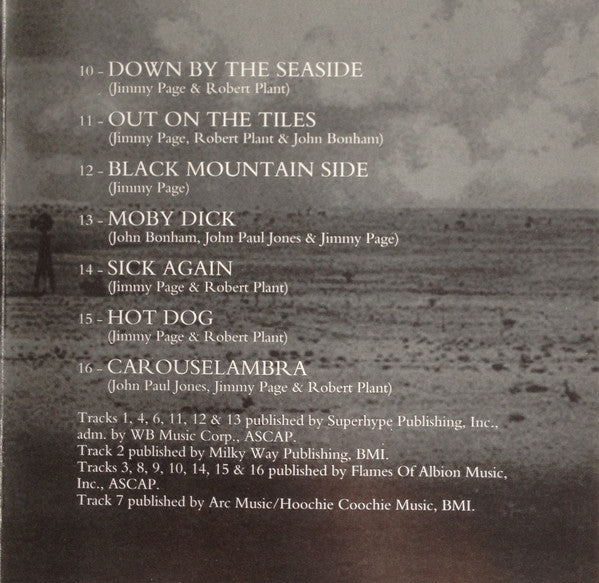 10 - DOWN BY THE SEASIDE
(Jimmy Page & Robert Plant)
11 - OUT ON THE TILES
(Jimmy Page, Robert Plant & John Bonham)
12 - BLACK MOUNTAIN SIDE
(Jimmy Page)
13 - MOBY DICK
(John Bonham, John Paul Jones & Jimmy Page)
14 - SICK AGAIN
(Jimmy Page & Robert Plant)
15 - HOT DOG
(Jimmy Page & Robert Plant)
16 - CAROUSELAMBRA
(John Paul Jones, Jimmy Page & Robert Plant)
Tracks 1, 4, 6, 11, 12 & 13 published by Superhype Publishing, Inc.,
adm. by WB Music Corp., ASCAP.
Track 2 published by Milky Way Publishing, BMI.
Tracks 3, 8, 9, 10, 14, 15 & 16 published by Flames Of Albion Music,
Inc., ASCAP.
Track 7 published by Arc Music/Hoochie Coochie Music, BMI.